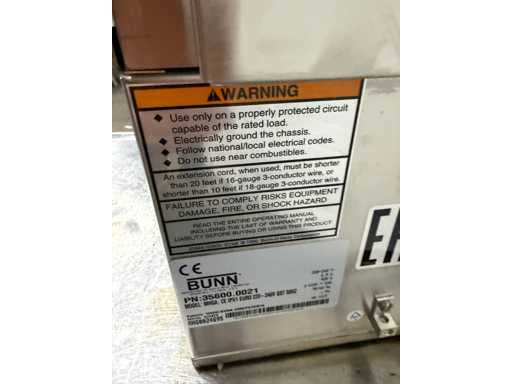 WARNING
Use only on a properly protected circuit
capable of the rated load.
Electrically ground the chassis.
Follow national/local electrical codes.
Do not use near combustibles.
An extension cord, when used, must be shorter
than 20 feet if 16-gauge 3-conductor wire, or
shorter than 10 feet if 18-gauge 3-conductor wire.
FAILURE TO COMPLY RISKS EQUIPMENT
DAMAGE, FIRE, OR SHOCK HAZARD
READ THE ENTIRE OPERATING MANUAL
INCLUDING THE LIMIT OF WARRANTY
LIABILITY BEFORE BUYING OR USING THIS PRODUCT
CE
BUNN
PN:35600.0021
EA